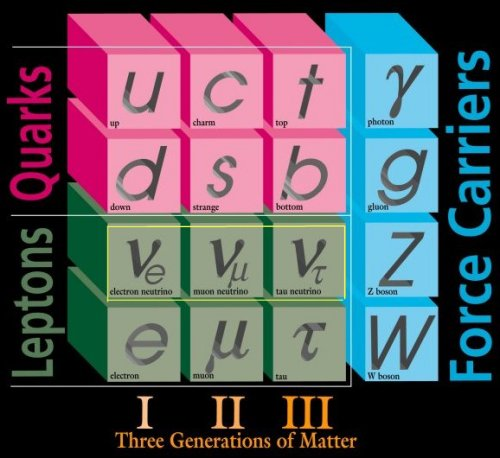 Quarks
Leptons
Force Carriers
u c t γ
up charm top photon
d s b g
down strange bottom gluon
νe νμ ντ Z
electron neutrino muon neutrino tau neutrino Z boson
e μ τ W
electron muon tau W boson
I II III
Three Generations of Matter